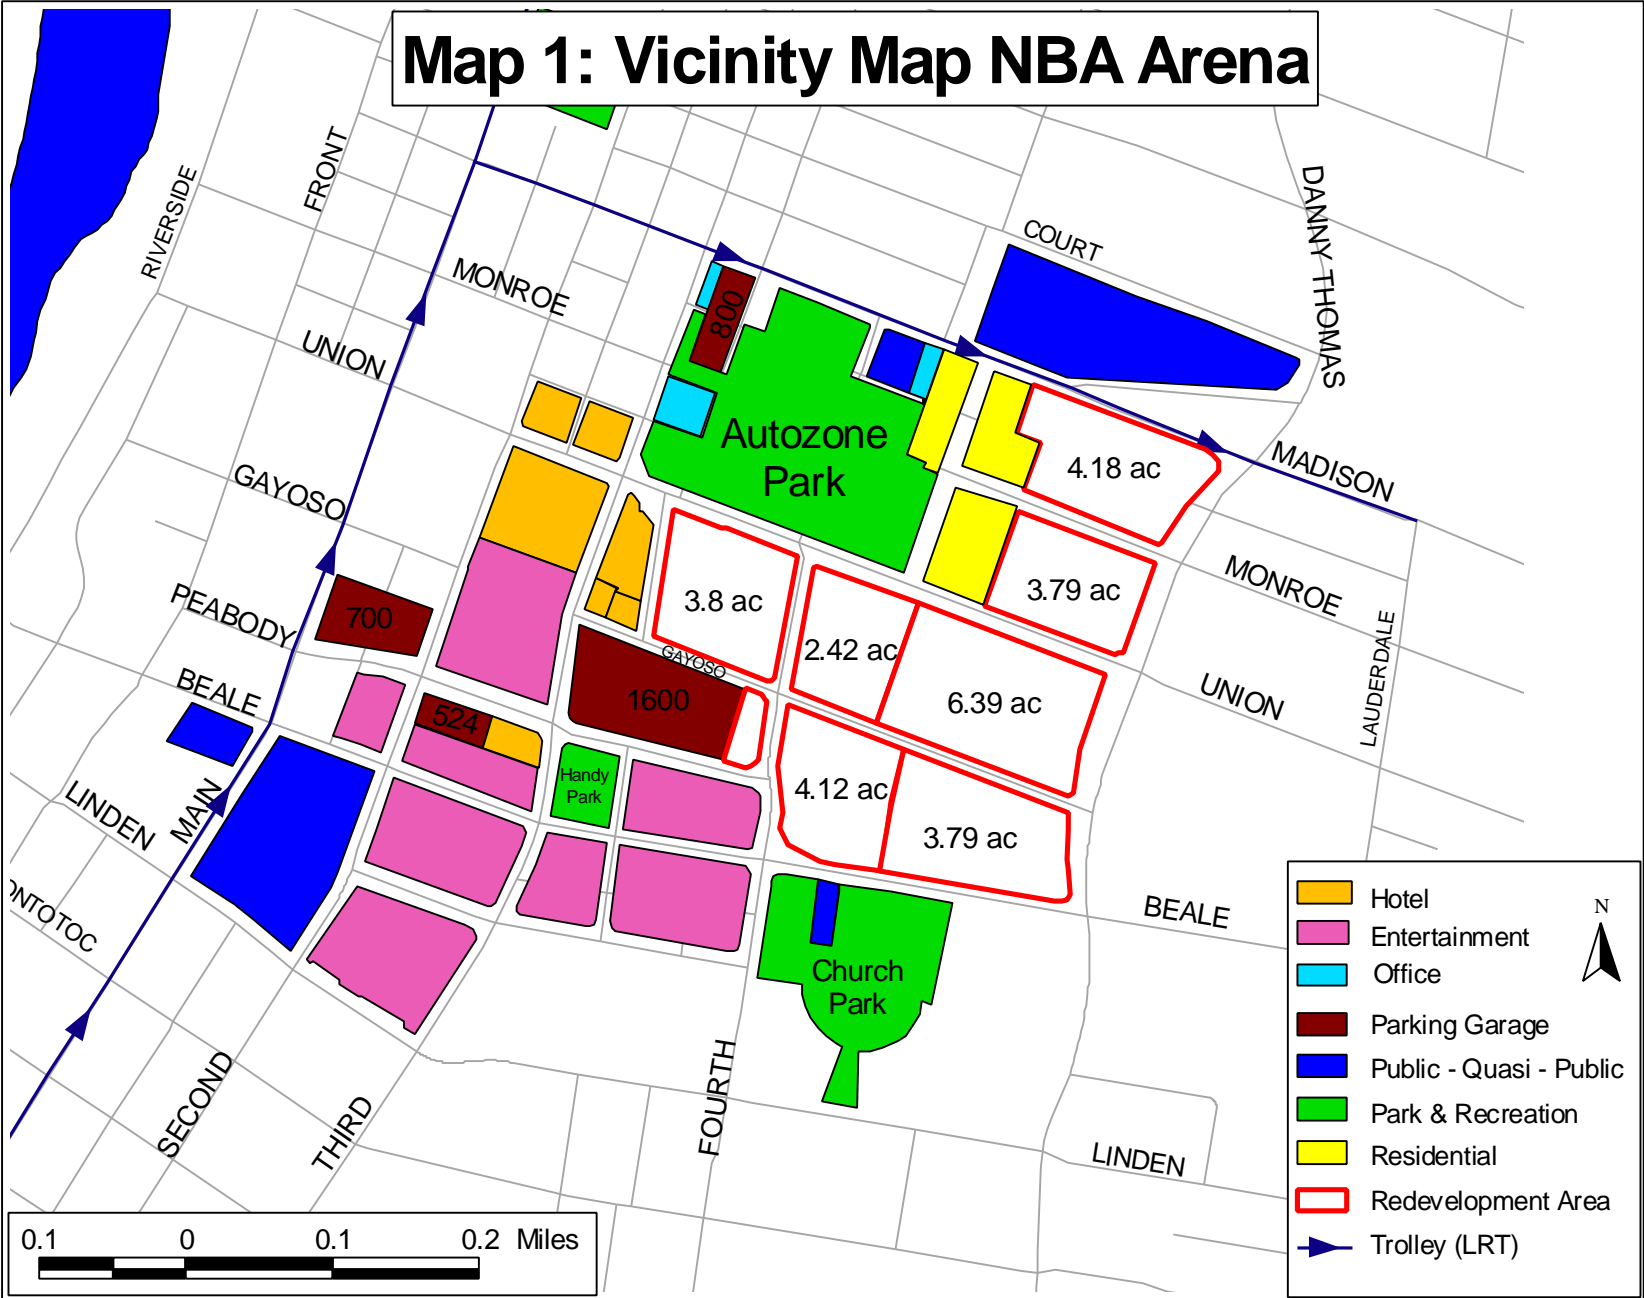 Map 1: Vicinity Map NBA Arena
RIVERSIDE
FRONT
MONROE
UNION
COURT
DANNY THOMAS
800
Autozone
Park
4.18 ac
MADISON
GAYOSO
PEABODY
700
3.8 ac
3.79 ac
MONROE
GAYOSO
2.42 ac
BEALE
1600
6.39 ac
UNION
LAUDERDALE
524
Handy
Park
4.12 ac
3.79 ac
LINDEN
MAIN
ONTOTOC
BEALE
Church
Park
SECOND
THIRD
FOURTH
LINDEN
Hotel
Entertainment
Office
Parking Garage
Public - Quasi - Public
Park & Recreation
Residential
Redevelopment Area
Trolley (LRT)
N
0.1 0 0.1 0.2 Miles